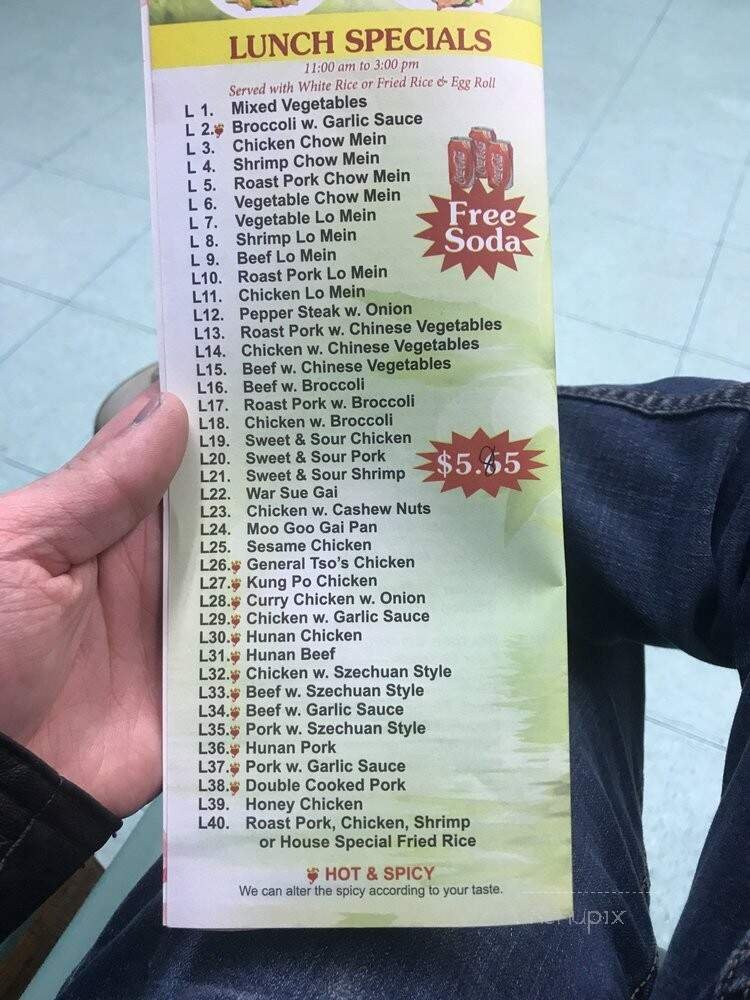 LUNCH SPECIALS
11:00 am to 3:00 pm
Served with White Rice or Fried Rice & Egg Roll
L 1. Mixed Vegetables
L 2. Broccoli w. Garlic Sauce
L 3. Chicken Chow Mein
L 4. Shrimp Chow Mein
L 5. Roast Pork Chow Mein
L 6. Vegetable Chow Mein
L 7. Vegetable Lo Mein
L 8. Shrimp Lo Mein
L 9. Beef Lo Mein
L10. Roast Pork Lo Mein
L11. Chicken Lo Mein
L12. Pepper Steak w. Onion
L13. Roast Pork w. Chinese Vegetables
L14. Chicken w. Chinese Vegetables
L15. Beef w. Chinese Vegetables
L16. Beef w. Broccoli
L17. Roast Pork w. Broccoli
L18. Chicken w. Broccoli
L19. Sweet & Sour Chicken
L20. Sweet & Sour Pork
L21. Sweet & Sour Shrimp
L22. War Sue Gai
L23. Chicken w. Cashew Nuts
L24. Moo Goo Gai Pan
L25. Sesame Chicken
L26. General Tso's Chicken
L27. Kung Po Chicken
L28. Curry Chicken w. Onion
L29. Chicken w. Garlic Sauce
L30. Hunan Chicken
L31. Hunan Beef
L32. Chicken w. Szechuan Style
L33. Beef w. Szechuan Style
L34. Beef w. Garlic Sauce
L35. Pork w. Szechuan Style
L36. Hunan Pork
L37. Pork w. Garlic Sauce
L38. Double Cooked Pork
L39. Honey Chicken
L40. Roast Pork, Chicken, Shrimp
or House Special Fried Rice
Coca-Cola
Free
Soda
$5.85
HOT & SPICY
We can alter the spicy according to your taste.
menupix